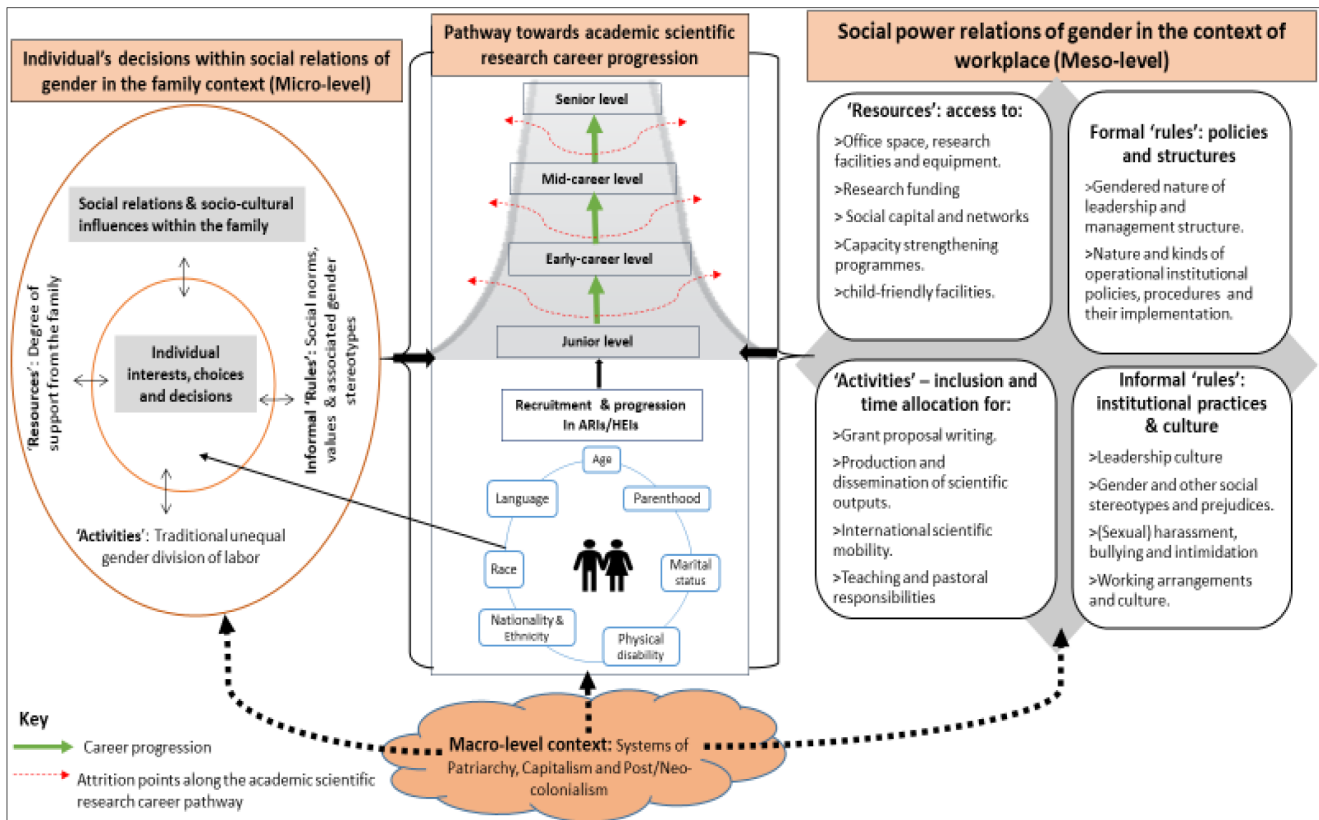 Individual's decisions within social relations of
gender in the family context (Micro-level)
Social relations & socio-cultural
influences within the family
'Resources': Degree of
support from the family
Individual
interests, choices
and decisions
Informal 'Rules': Social norms,
values & associated gender
stereotypes
'Activities': Traditional unequal
gender division of labor
Pathway towards academic scientific
research career progression
Senior level
Mid-career level
Early-career level
Junior level
Recruitment & progression
In ARIs/HEIs
Age
Language
Parenthood
Race
Marital
status
Nationality &
Ethnicity
Physical
disability
Social power relations of gender in the context of
workplace (Meso-level)
'Resources': access to:
>Office space, research
facilities and equipment.
>Research funding
> Social capital and networks
>Capacity strengthening
programmes.
>child-friendly facilities.
Formal 'rules': policies
and structures
>Gendered nature of
leadership and
management structure.
>Nature and kinds of
operational institutional
policies, procedures and
their implementation.
'Activities' – inclusion and
time allocation for:
>Grant proposal writing.
>Production and
dissemination of scientific
outputs.
>International scientific
mobility.
>Teaching and pastoral
responsibilities
Informal 'rules':
institutional practices
& culture
>Leadership culture
>Gender and other social
stereotypes and prejudices.
>(Sexual) harassment,
bullying and intimidation
>Working arrangements
and culture.
Macro-level context: Systems of
Patriarchy, Capitalism and Post/Neo-
colonialism
Key
Career progression
Attrition points along the academic scientific
research career pathway